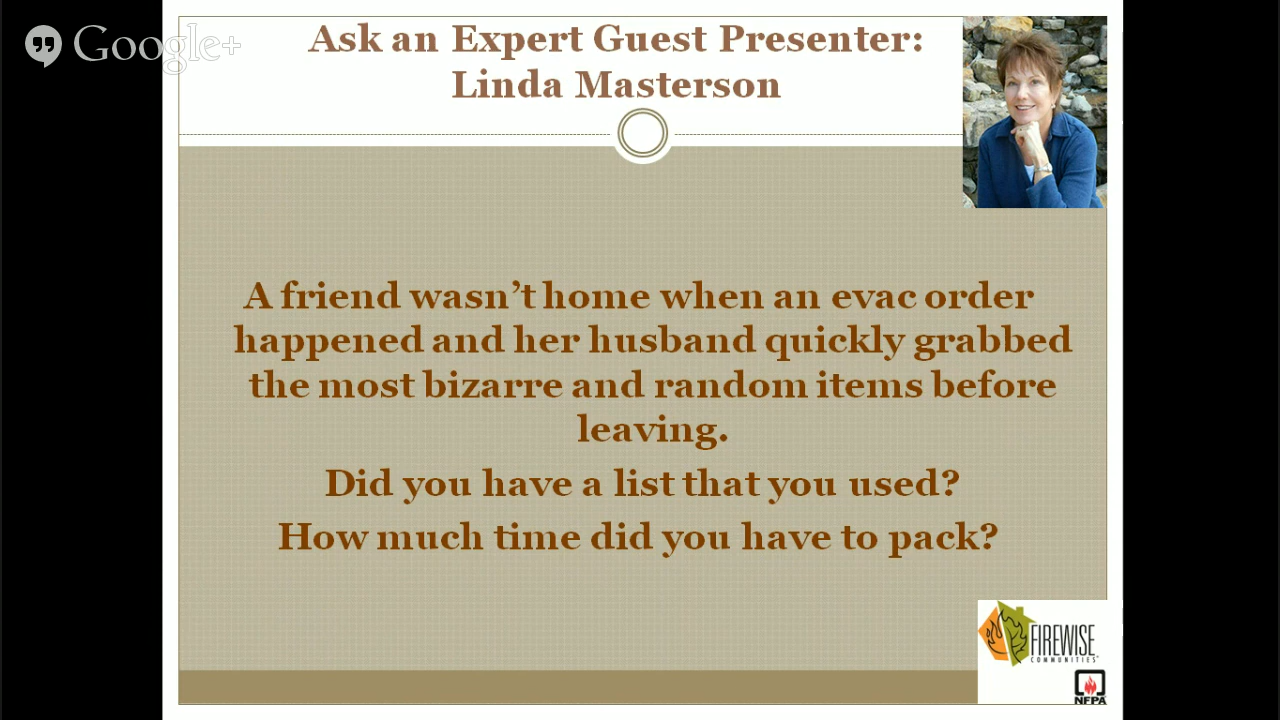 Google+
Ask an Expert Guest Presenter:
Linda Masterson
A friend wasn't home when an evac order
happened and her husband quickly grabbed
the most bizarre and random items before
leaving.
Did you have a list that you used?
How much time did you have to pack?
FIREWISE
COMMUNITIES
NFPA